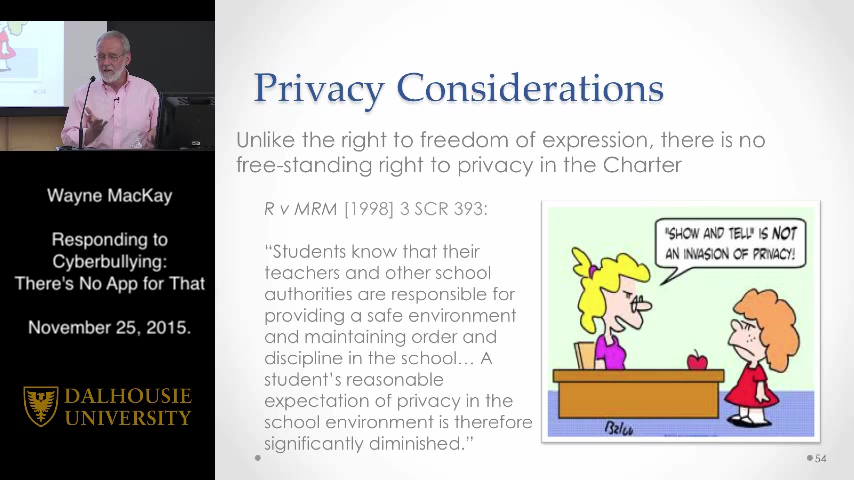 Wayne MacKay
Responding to
Cyberbullying:
There's No App for That
November 25, 2015.
DALHOUSIE
UNIVERSITY
Privacy Considerations
Unlike the right to freedom of expression, there is no
free-standing right to privacy in the Charter
R v MRM [1998] 3 SCR 393:
“Students know that their
teachers and other school
authorities are responsible for
providing a safe environment
and maintaining order and
discipline in the school… A
student’s reasonable
expectation of privacy in the
school environment is therefore
significantly diminished.”
"SHOW AND TELL" IS NOT
AN INVASION OF PRIVACY!
54